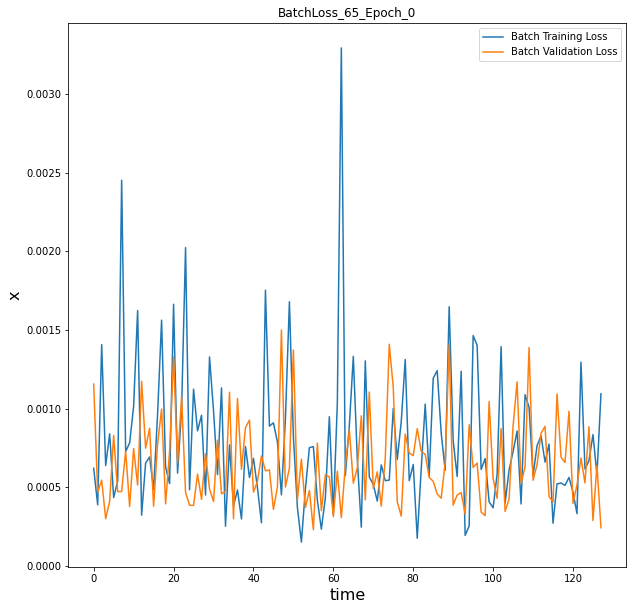 BatchLoss_65_Epoch_0
Batch Training Loss
Batch Validation Loss
0.0030
0.0025
0.0020
0.0015
0.0010
0.0005
0.0000
x
0 20 40 60 80 100 120
time